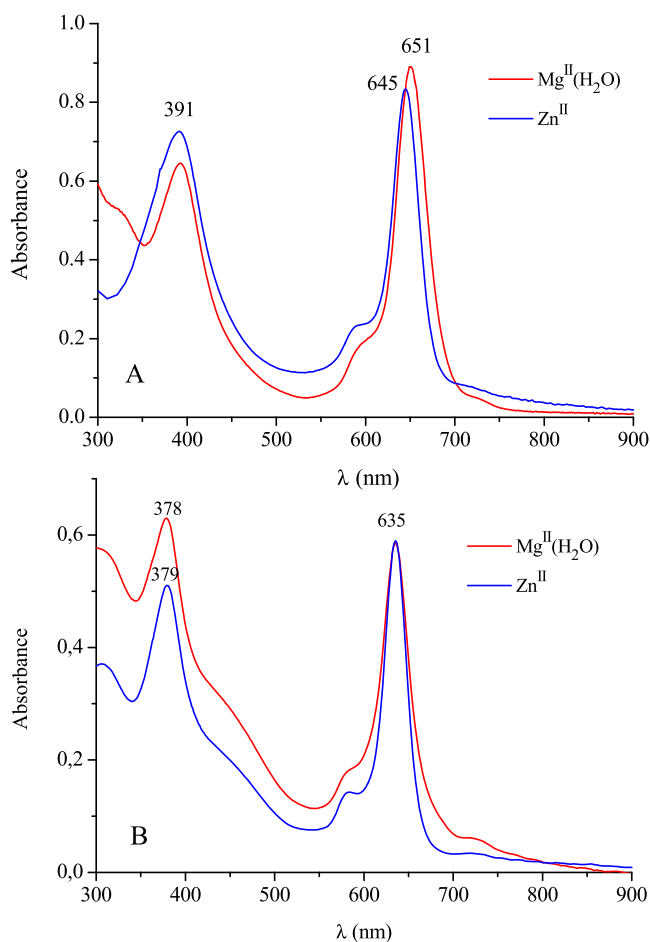 1.0
0.8
0.6
0.4
0.2
0.0
Absorbance
391
645
651
Mg^II(H₂O)
Zn^II
A
300 400 500 600 700 800 900
λ (nm)
0,6
0,4
0,2
0,0
Absorbance
378
379
635
Mg^II(H₂O)
Zn^II
B
300 400 500 600 700 800 900
λ (nm)